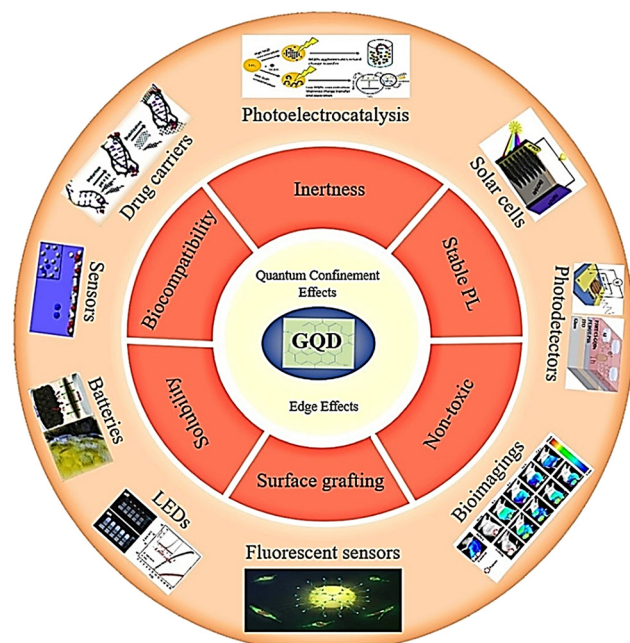 Photoelectrocatalysis
Solar cells
Photodetectors
Bioimagings
Fluorescent sensors
LEDs
Batteries
Sensors
Drug carriers
Inertness
Stable PL
Non-toxic
Surface grafting
Solubility
Biocompatibility
Quantum Confinement
Effects
GQD
Edge Effects